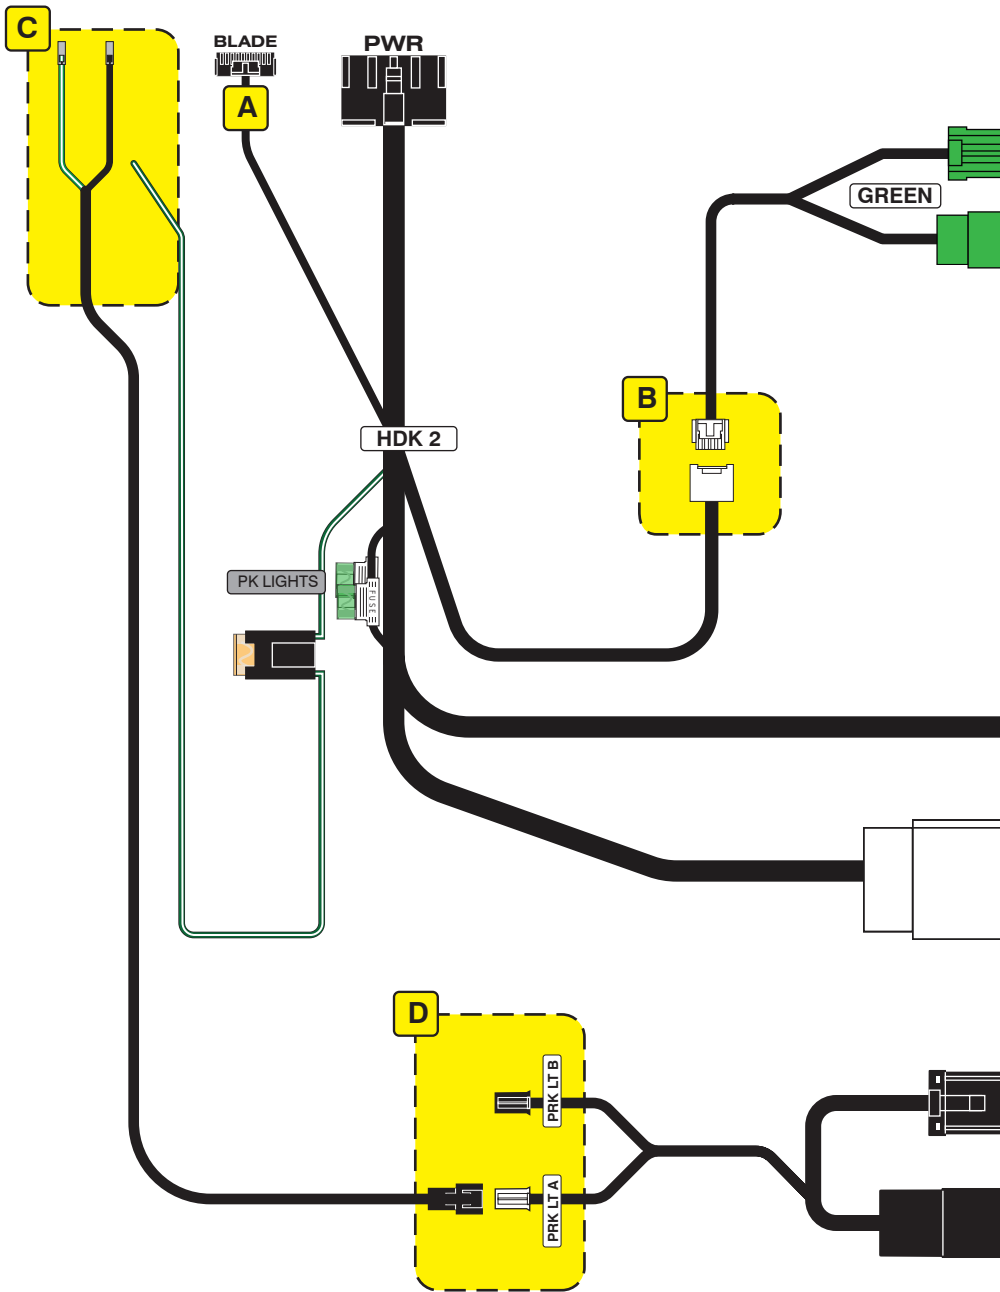 C
BLADE
PWR
A
GREEN
B
HDK 2
PK LIGHTS
FUSE
D
PRK LT B
PRK LT A